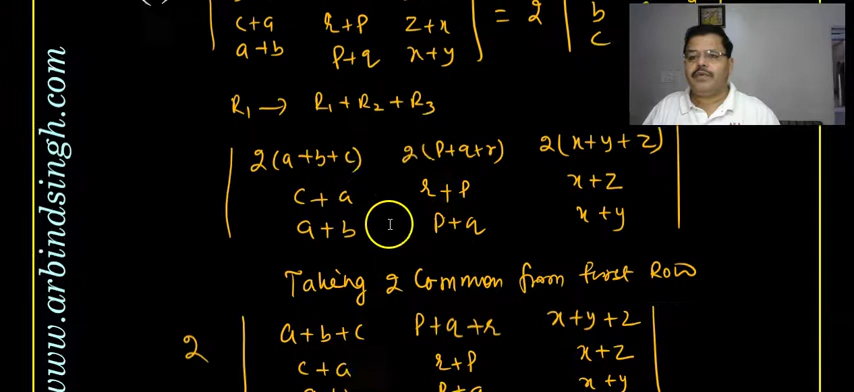 c+a r+p z+x = 2 b
a+b p+q x+y c
R1 → R1 + R2 + R3
2(a+b+c) 2(p+q+r) 2(x+y+z)
c+a r+p x+z
a+b p+q x+y
Taking 2 Common from first Row
2 a+b+c p+q+r x+y+z
c+a r+p x+z
x+y
www.arbindsingh.com